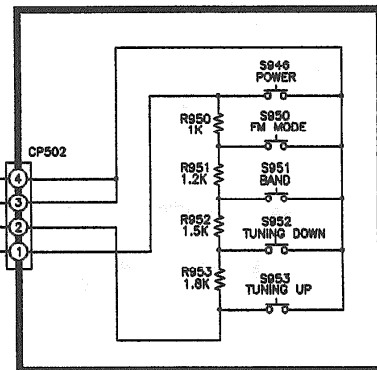 S946
POWER
R950
1K
S950
FM MODE
CP502
R951
1.2K
S951
BAND
4
3
R952
1.5K
S952
TUNING DOWN
2
1
R953
1.8K
S953
TUNING UP